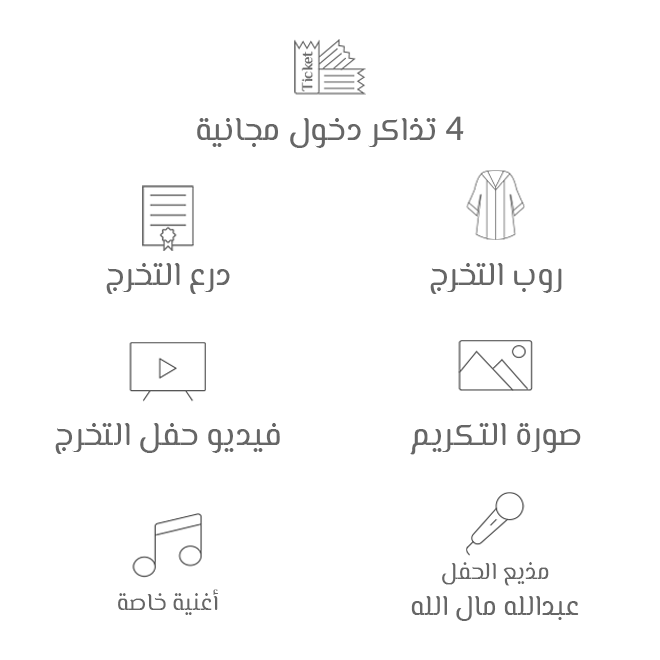 Ticket
4 تذاكر دخول مجانية
روب التخرج
درع التخرج
صورة التكريم
فيديو حفل التخرج
مذيع الحفل
عبدالله مال الله
أغنية خاصة